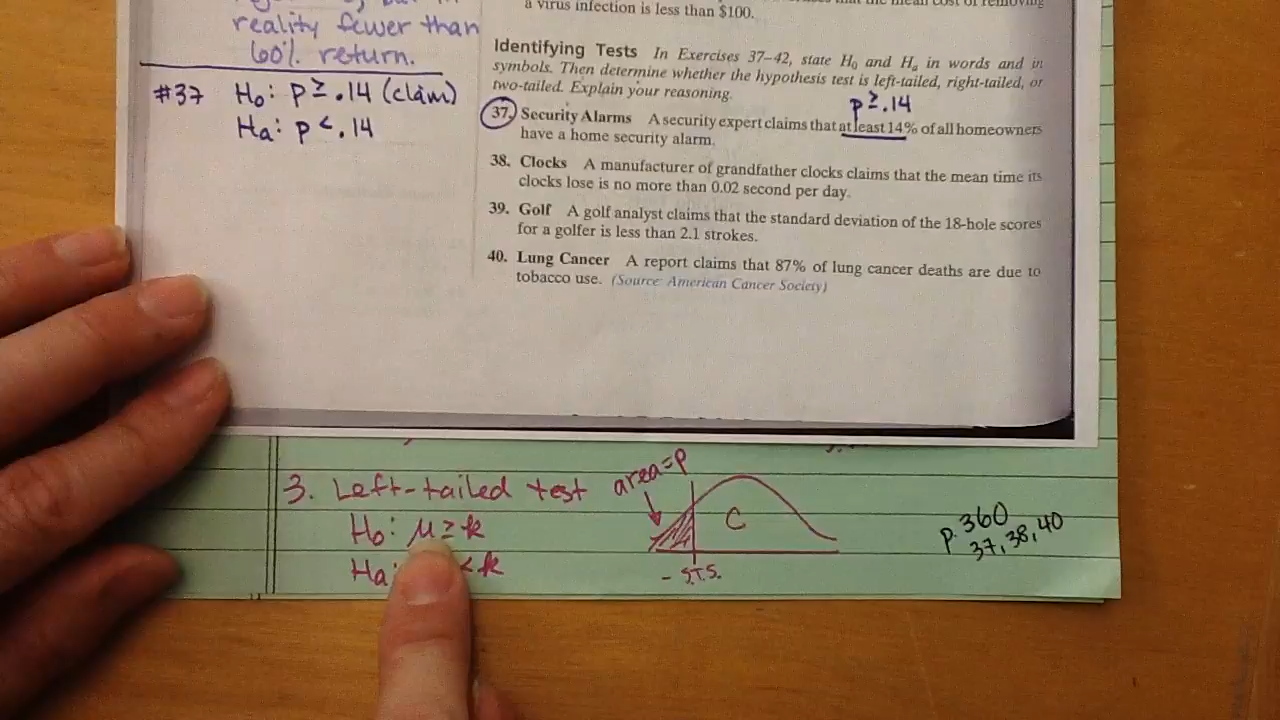 reality fewer than
60% return.
#37 H₀: p ≥ .14 (claim)
Ha: p < .14
a virus infection is less than $100.
Identifying Tests In Exercises 37–42, state H₀ and Hₐ in words and in
symbols. Then determine whether the hypothesis test is left-tailed, right-tailed, or
two-tailed. Explain your reasoning.
p ≥ .14
37. Security Alarms A security expert claims that at least 14% of all homeowners
have a home security alarm.
38. Clocks A manufacturer of grandfather clocks claims that the mean time its
clocks lose is no more than 0.02 second per day.
39. Golf A golf analyst claims that the standard deviation of the 18-hole scores
for a golfer is less than 2.1 strokes.
40. Lung Cancer A report claims that 87% of lung cancer deaths are due to
tobacco use. (Source: American Cancer Society)
3. Left-tailed test
H₀: μ ≥ k
Ha: < k
area=p
C
- S.T.S.
p. 360
37, 38, 40